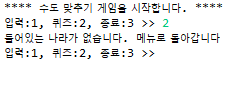 **** 수도 맞추기 게임을 시작합니다. ****
입력:1, 퀴즈:2, 종료:3 >> 2
들어있는 나라가 없습니다. 메뉴로 돌아갑니다
입력:1, 퀴즈:2, 종료:3 >>